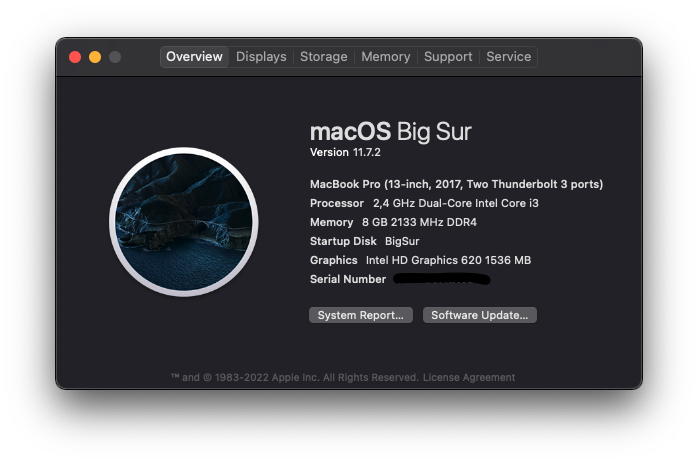 Overview Displays Storage Memory Support Service
macOS Big Sur
Version 11.7.2
MacBook Pro (13-inch, 2017, Two Thunderbolt 3 ports)
Processor 2,4 GHz Dual-Core Intel Core i3
Memory 8 GB 2133 MHz DDR4
Startup Disk BigSur
Graphics Intel HD Graphics 620 1536 MB
Serial Number
System Report... Software Update...
™ and © 1983-2022 Apple Inc. All Rights Reserved. License Agreement